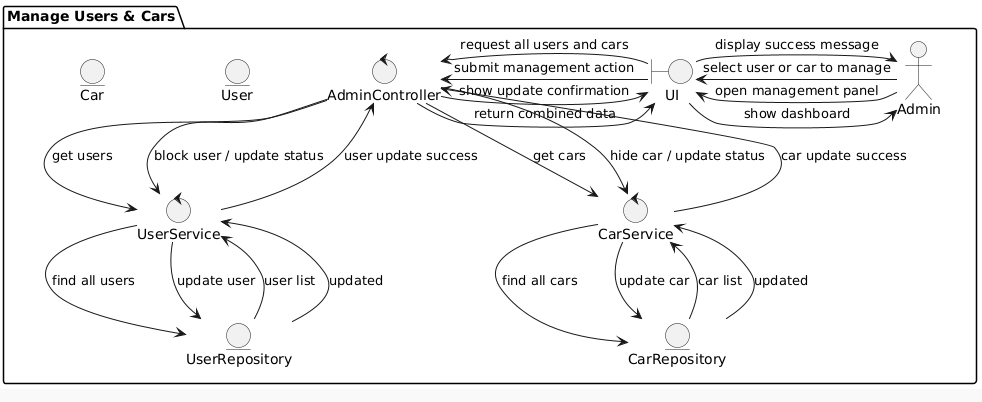 Manage Users & Cars
request all users and cars
display success message
submit management action
select user or car to manage
show update confirmation
open management panel
return combined data
show dashboard
Car
User
AdminController
UI
Admin
get users
block user / update status
user update success
get cars
hide car / update status
car update success
UserService
CarService
find all users
update user
user list
updated
find all cars
update car
car list
updated
UserRepository
CarRepository